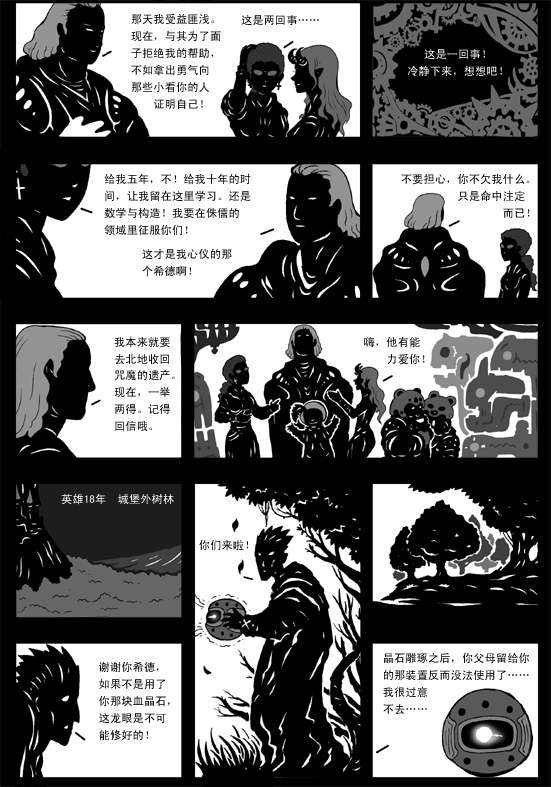 那天我受益匪浅。
现在，与其为了面
子拒绝我的帮助，
不如拿出勇气向
那些小看你的人
证明自己！
这是两回事……
这是一回事！
冷静下来，想想吧！
给我五年，不！给我十年的时
间，让我留在这里学习。还是
数学与构造！我要在侏儒的
领域里征服你们！
这才是我心仪的那
个希德啊！
不要担心，你不欠我什么。
只是命中注定
而已！
我本来就要
去北地收回
咒魔的遗产。
现在，一举
两得。记得
回信哦。
嗨，他有能
力爱你！
英雄18年 城堡外树林
你们来啦！
谢谢你希德，
如果不是用了
你那块血晶石，
这龙眼是不可
能修好的！
晶石雕琢之后，你父母留给你
的那装置反而没法使用了……
我很过意
不去……